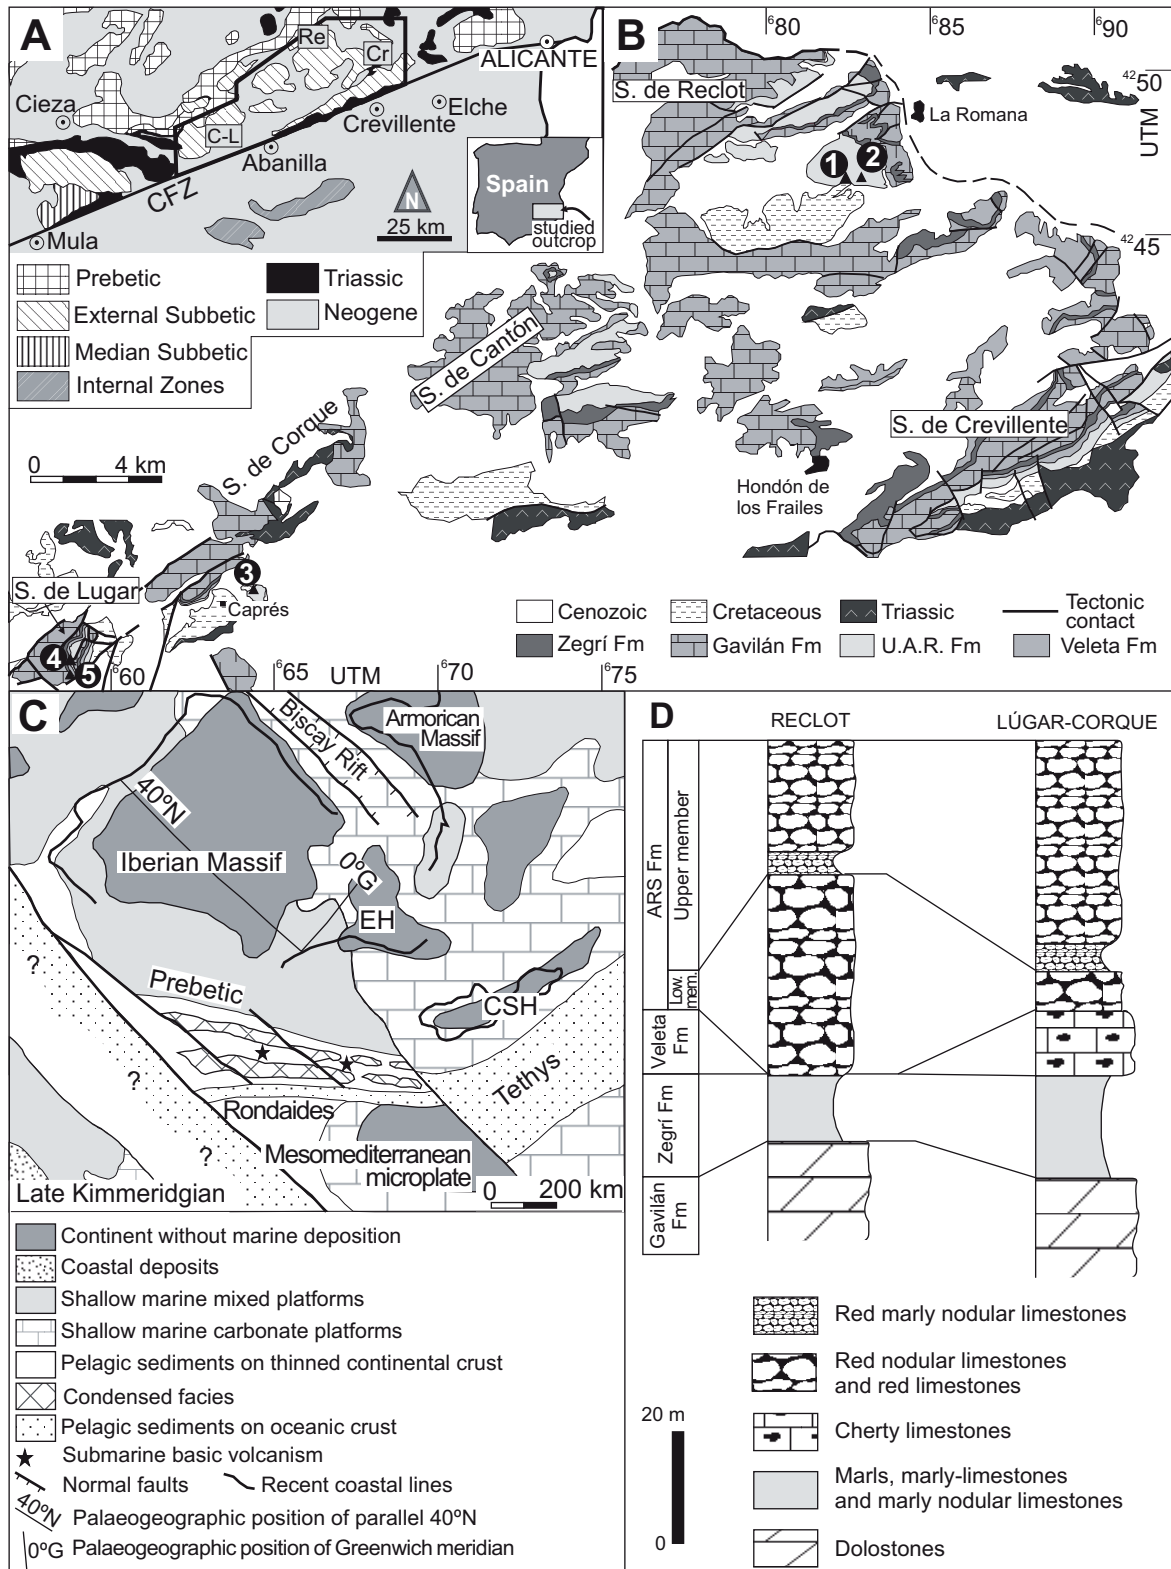 A
Re
Cr
ALICANTE
Cieza
C-L
Crevillente
Elche
Abanilla
CFZ
N
25 km
Mula
Spain
studied
outcrop
Prebetic
External Subbetic
Median Subbetic
Internal Zones
Triassic
Neogene
B
⁶80
⁶85
⁶90
⁴²50
UTM
⁴²45
S. de Reclot
La Romana
1
2
S. de Cantón
S. de Crevillente
Hondón de
los Frailes
S. de Corque
0 4 km
3
Caprés
S. de Lugar
4
5
⁶60
⁶65
UTM
⁶70
⁶75
Cenozoic
Cretaceous
Triassic
Tectonic
contact
Zegrí Fm
Gavilán Fm
U.A.R. Fm
Veleta Fm
C
Biscay Rift
Armorican
Massif
40ºN
Iberian Massif
0ºG
EH
CSH
?
Prebetic
?
Tethys
Rondaides
?
Mesomediterranean
microplate
Late Kimmeridgian
0 200 km
Continent without marine deposition
Coastal deposits
Shallow marine mixed platforms
Shallow marine carbonate platforms
Pelagic sediments on thinned continental crust
Condensed facies
Pelagic sediments on oceanic crust
Submarine basic volcanism
Normal faults
Recent coastal lines
40ºN
Palaeogeographic position of parallel 40ºN
0ºG
Palaeogeographic position of Greenwich meridian
D
RECLOT
LÚGAR-CORQUE
ARS Fm
Upper member
Low.
mem.
Veleta
Fm
Zegrí Fm
Gavilán
Fm
Red marly nodular limestones
Red nodular limestones
and red limestones
Cherty limestones
Marls, marly-limestones
and marly nodular limestones
Dolostones
20 m
0